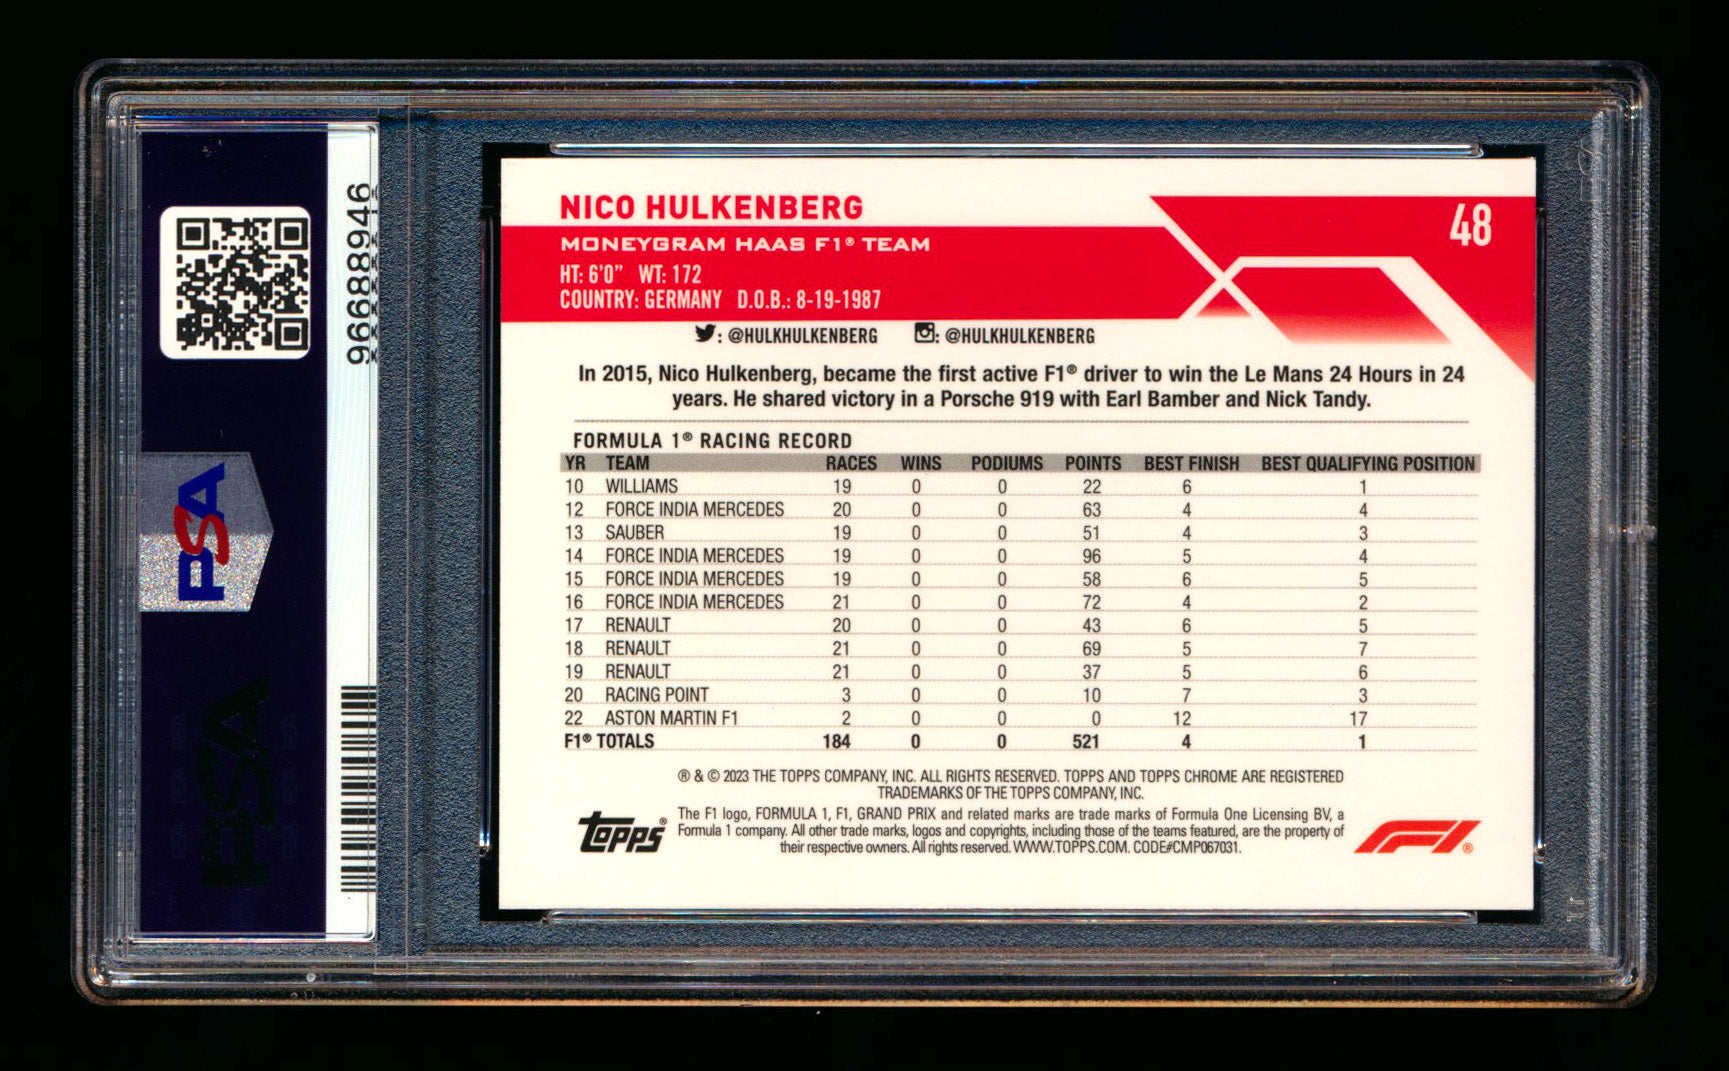 96688946
PSA
PSA
NICO HULKENBERG
48
MONEYGRAM HAAS F1® TEAM
HT: 6'0" WT: 172
COUNTRY: GERMANY D.O.B.: 8-19-1987
: @HULKHULKENBERG : @HULKHULKENBERG
In 2015, Nico Hulkenberg, became the first active F1® driver to win the Le Mans 24 Hours in 24
years. He shared victory in a Porsche 919 with Earl Bamber and Nick Tandy.
FORMULA 1® RACING RECORD
YR TEAM RACES WINS PODIUMS POINTS BEST FINISH BEST QUALIFYING POSITION
10 WILLIAMS 19 0 0 22 6 1
12 FORCE INDIA MERCEDES 20 0 0 63 4 4
13 SAUBER 19 0 0 51 4 3
14 FORCE INDIA MERCEDES 19 0 0 96 5 4
15 FORCE INDIA MERCEDES 19 0 0 58 6 5
16 FORCE INDIA MERCEDES 21 0 0 72 4 2
17 RENAULT 20 0 0 43 6 5
18 RENAULT 21 0 0 69 5 7
19 RENAULT 21 0 0 37 5 6
20 RACING POINT 3 0 0 10 7 3
22 ASTON MARTIN F1 2 0 0 0 12 17
F1® TOTALS 184 0 0 521 4 1
® & © 2023 THE TOPPS COMPANY, INC. ALL RIGHTS RESERVED. TOPPS AND TOPPS CHROME ARE REGISTERED
TRADEMARKS OF THE TOPPS COMPANY, INC.
topps®
The F1 logo, FORMULA 1, F1, GRAND PRIX and related marks are trade marks of Formula One Licensing BV, a
Formula 1 company. All other trade marks, logos and copyrights, including those of the teams featured, are the property of
their respective owners. All rights reserved. WWW.TOPPS.COM. CODE#CMP067031.
F1®